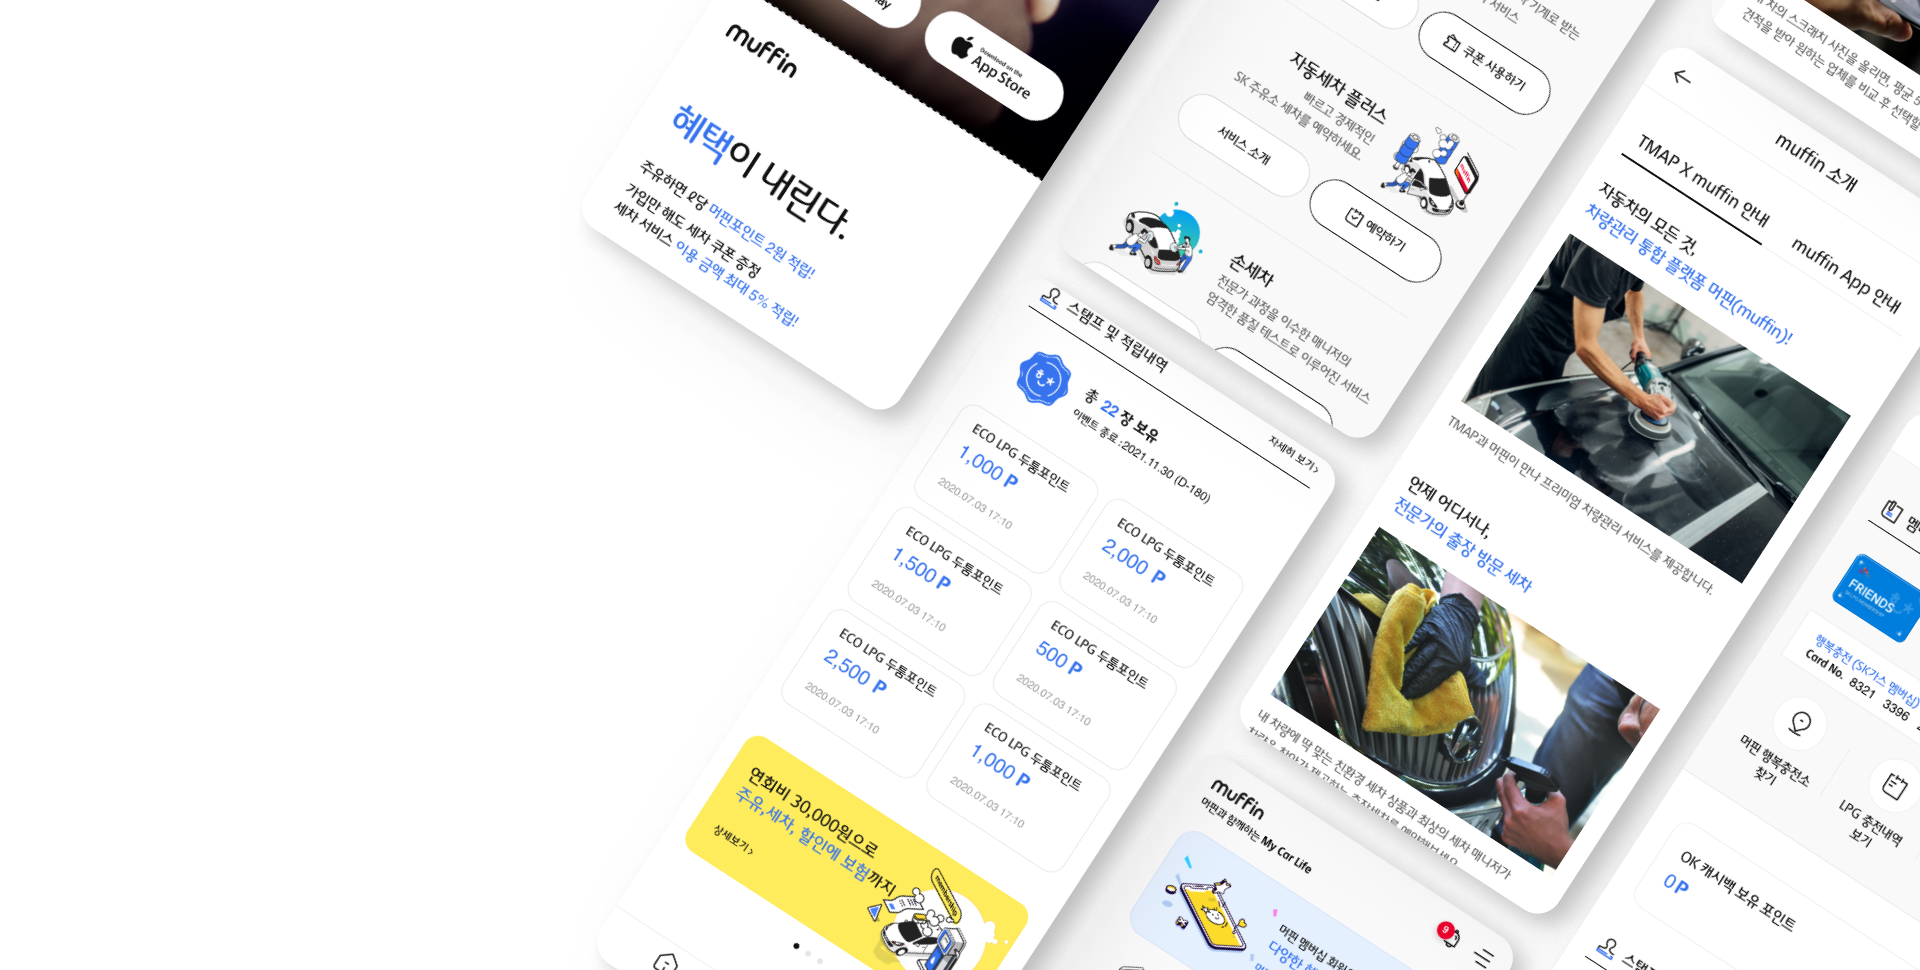 App Store
Download on the
muffin
혜택이 내린다.
주유하면 ℓ당 머핀포인트 2원 적립!
가입만 해도 세차 쿠폰 증정
세차 서비스 이용 금액 최대 5% 적립!
기계로 받는
서비스
쿠폰 사용하기
자동세차 플러스
빠르고 경제적인
SK 주유소 세차를 예약하세요.
서비스 소개
예약하기
손세차
전문가 과정을 이수한 매니저의
엄격한 품질 테스트로 이루어진 서비스
스탬프 및 적립내역
총 22 장 보유
이벤트 종료 :2021.11.30 (D-180)
자세히 보기>
ECO LPG 두툼포인트
1,000 P
2020.07.03 17:10
ECO LPG 두툼포인트
2,000 P
2020.07.03 17:10
ECO LPG 두툼포인트
1,500 P
2020.07.03 17:10
ECO LPG 두툼포인트
500 P
2020.07.03 17:10
ECO LPG 두툼포인트
2,500 P
2020.07.03 17:10
ECO LPG 두툼포인트
1,000 P
2020.07.03 17:10
연회비 30,000원으로
주유,세차, 할인에 보험까지
상세보기 >
membership
차의 스크래치 사진을 올리면, 평균 5
견적을 받아 원하는 업체를 비교 후 선택할
muffin 소개
TMAP X muffin 안내
muffin App 안내
자동차의 모든 것,
차량관리 통합 플랫폼 머핀(muffin)!
TMAP과 머핀이 만나 프리미엄 차량관리 서비스를 제공합니다.
언제 어디서나,
전문가의 출장 방문 세차
내 차량에 딱 맞는 친환경 세차 상품과 최상의 세차 매니저가
muffin
머핀과 함께하는 My Car Life
9
머핀 멤버십 회원
다양한
FRIENDS
행복충전 (SK가스 멤버십)
Card No. 8321 3396
머핀 행복충전소
찾기
LPG 충전내역
보기
OK 캐시백 보유 포인트
0 P
스탬프